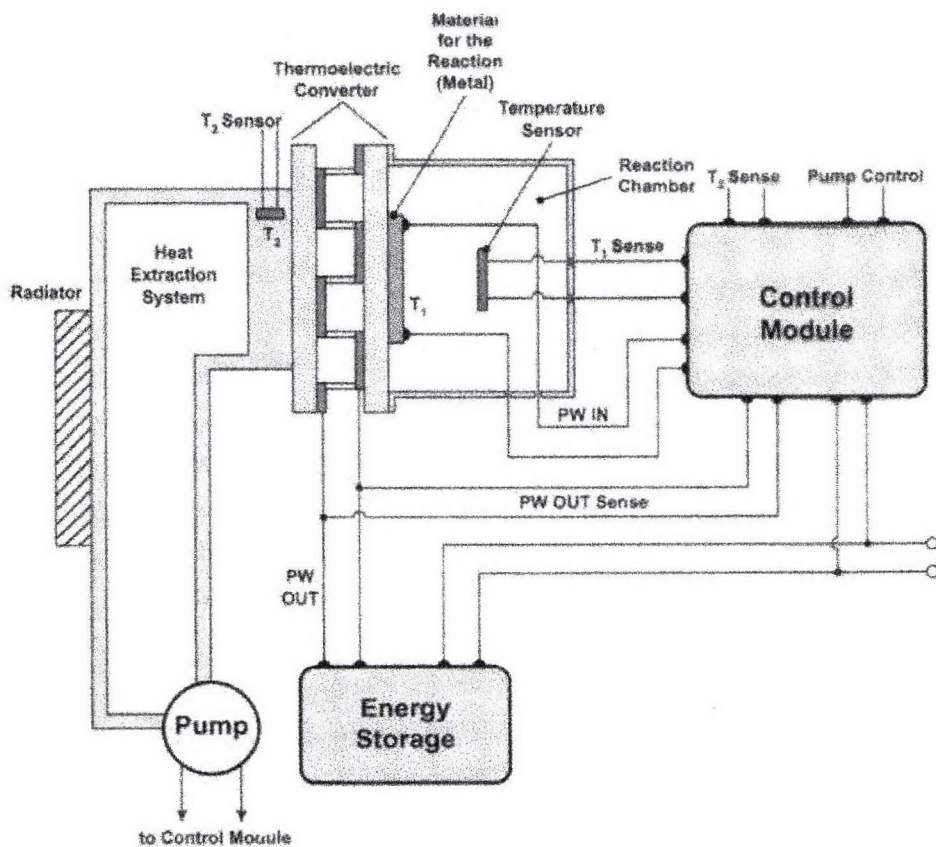 Material
for the
Reaction
(Metal)
Thermoelectric
Converter
Temperature
Sensor
T₂ Sensor
Reaction
Chamber
T₂ Sense
Pump Control
T₂
Heat
Extraction
System
T₁ Sense
Radiator
T₁
Control
Module
PW IN
PW OUT Sense
PW
OUT
Energy
Storage
Pump
to Control Module